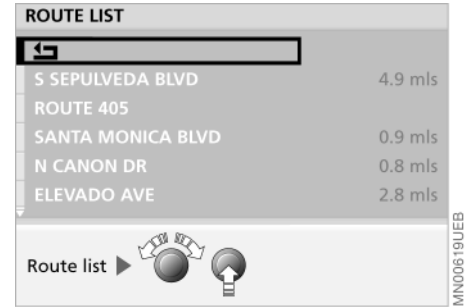 ROUTE LIST
S SEPULVEDA BLVD 4.9 mls
ROUTE 405
SANTA MONICA BLVD 0.9 mls
N CANON DR 0.8 mls
ELEVADO AVE 2.8 mls
Route list
MN00619UEB